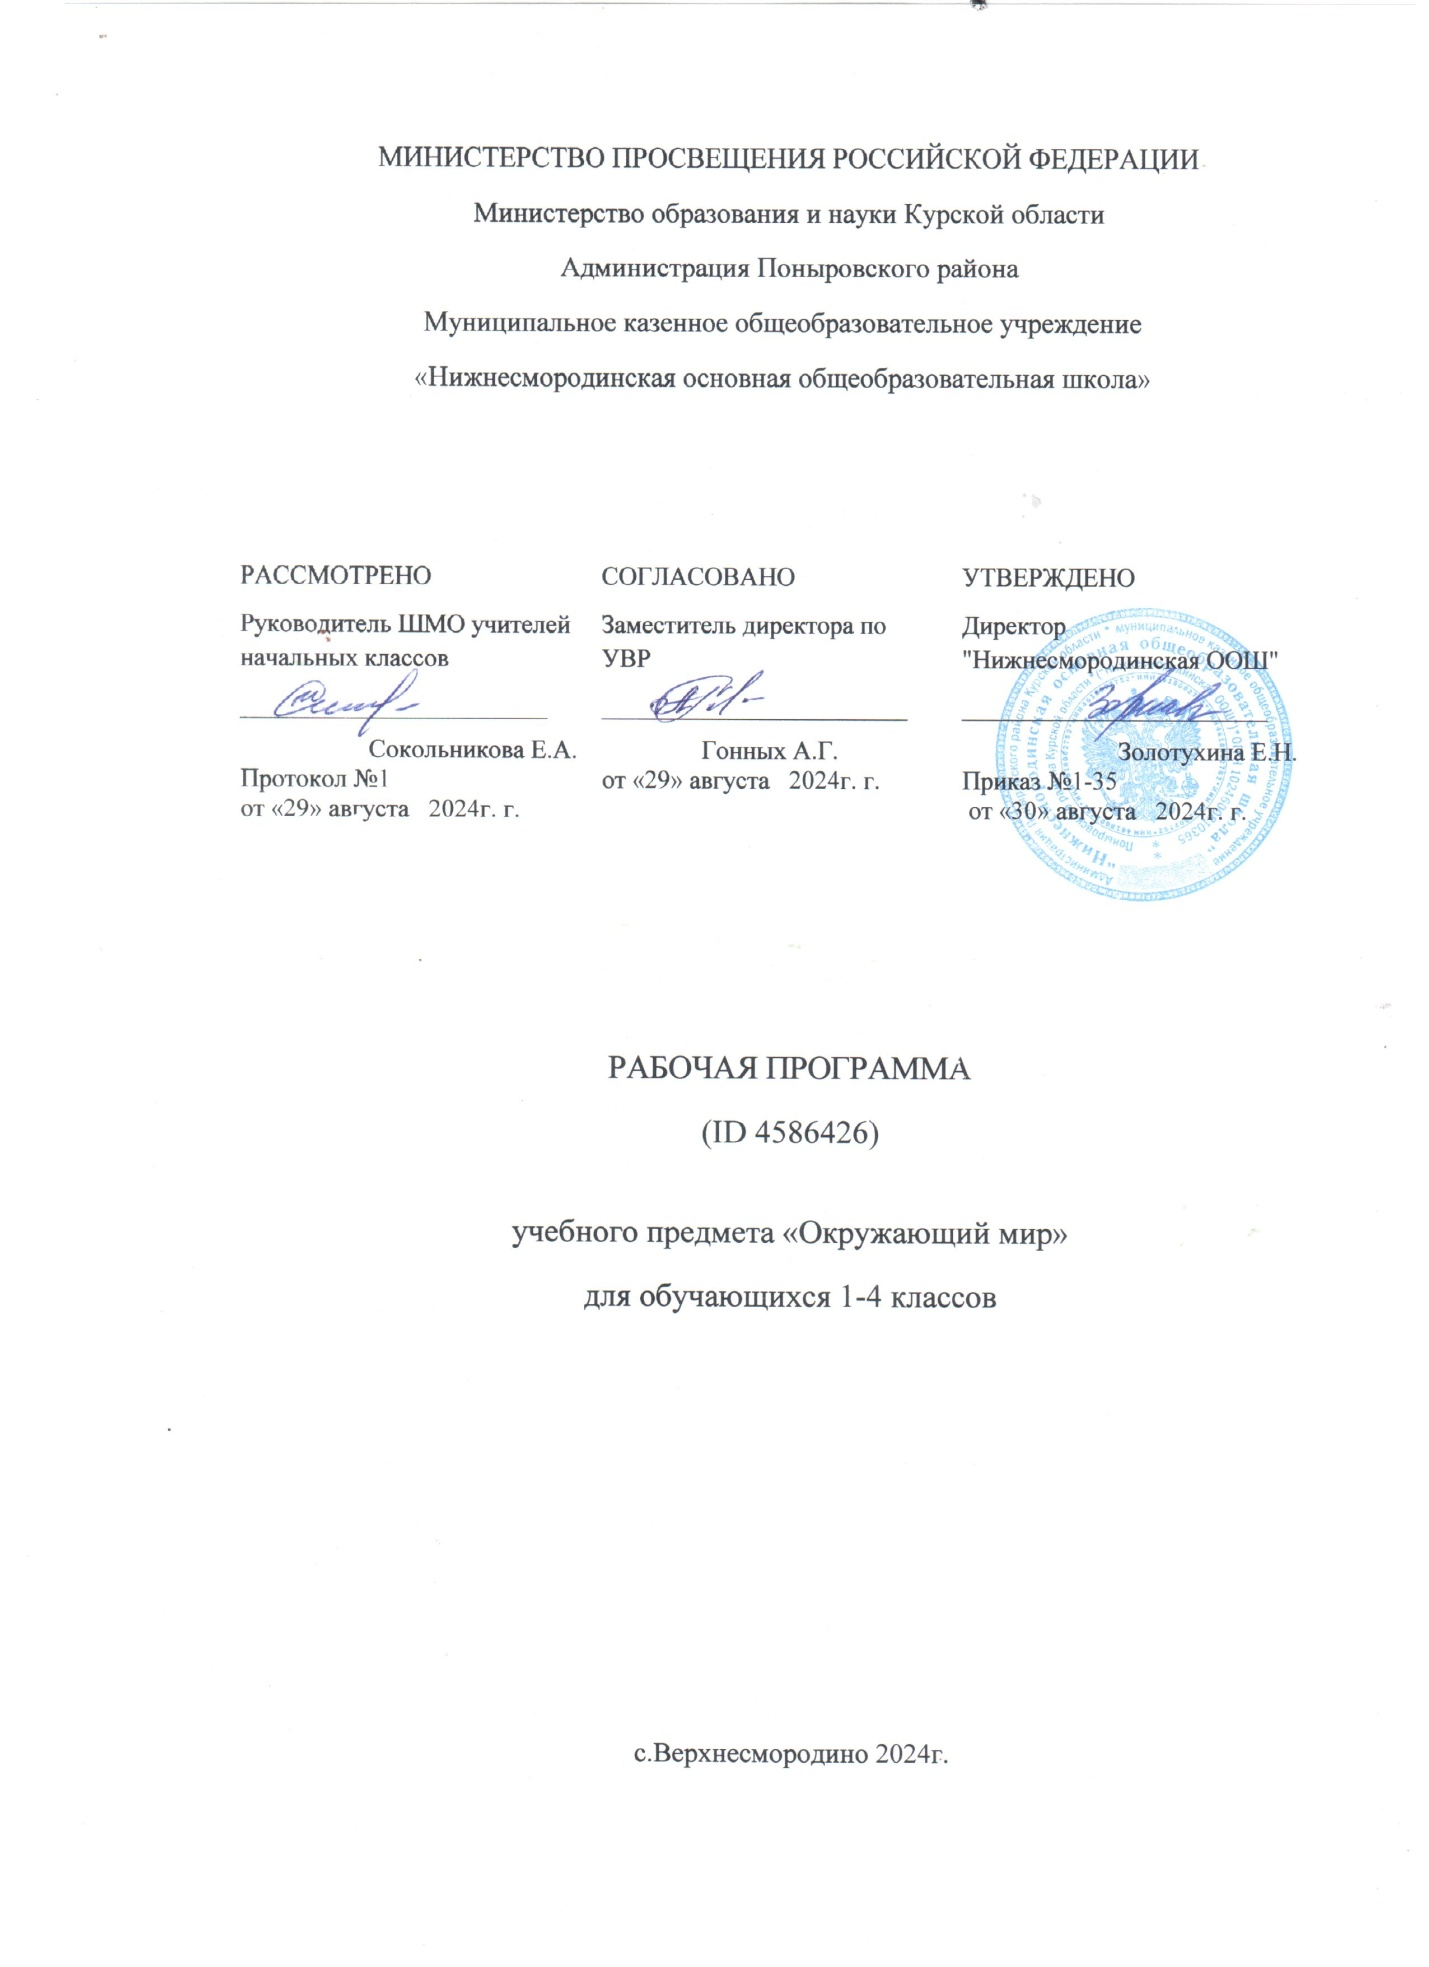 МИНИСТЕРСТВО ПРОСВЕЩЕНИЯ РОССИЙСКОЙ ФЕДЕРАЦИИ
Министерство образования и науки Курской области
Администрация Поныровского района
Муниципальное казенное общеобразовательное учреждение
«Нижнесмородинская основная общеобразовательная школа»
РАССМОТРЕНО
Руководитель ШМО учителей
начальных классов
Сокольникова Е.А.
Протокол №1
от «29» августа 2024г. г.
СОГЛАСОВАНО
Заместитель директора по
УВР
Гонных А.Г.
от «29» августа 2024г. г.
УТВЕРЖДЕНО
Директор
"Нижнесмородинская ООШ"
Золотухина Е.Н.
Приказ №1-35
от «30» августа 2024г. г.
РАБОЧАЯ ПРОГРАММА
(ID 4586426)
учебного предмета «Окружающий мир»
для обучающихся 1-4 классов
с.Верхнесмородино 2024г.